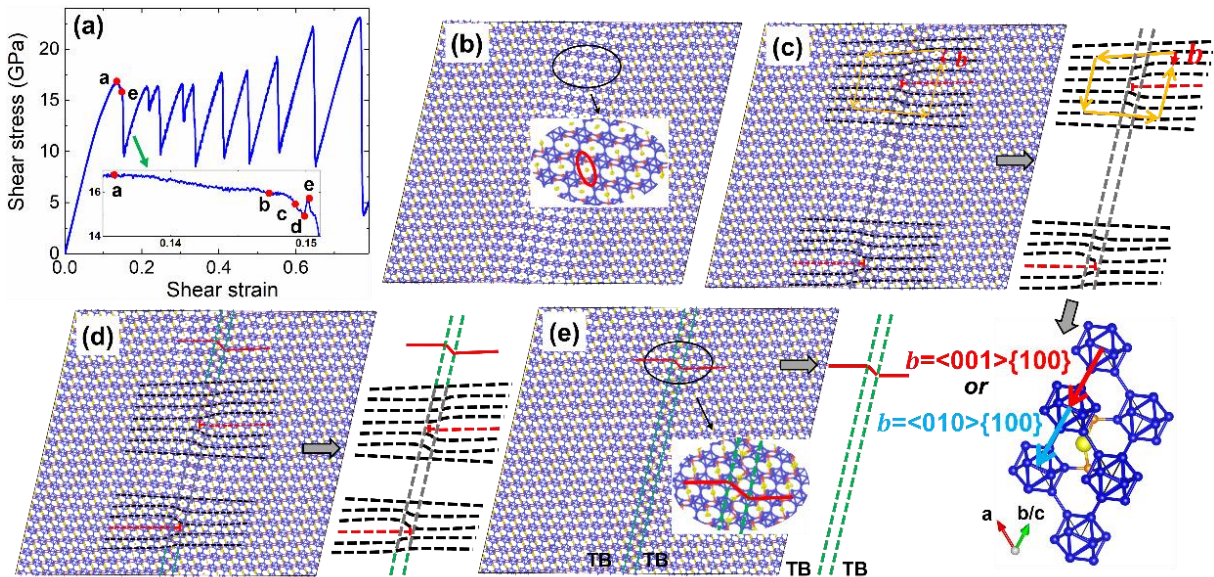 (a)
Shear stress (GPa)
20
15
10
5
0
a
e
16
14
a
b
c
d
e
0.14
0.15
0.0
0.2
0.4
0.6
Shear strain
(b)
(c)
b
b
(d)
(e)
TB
TB
TB
TB
b=<001>{100}
or
b=<010>{100}
a
b/c